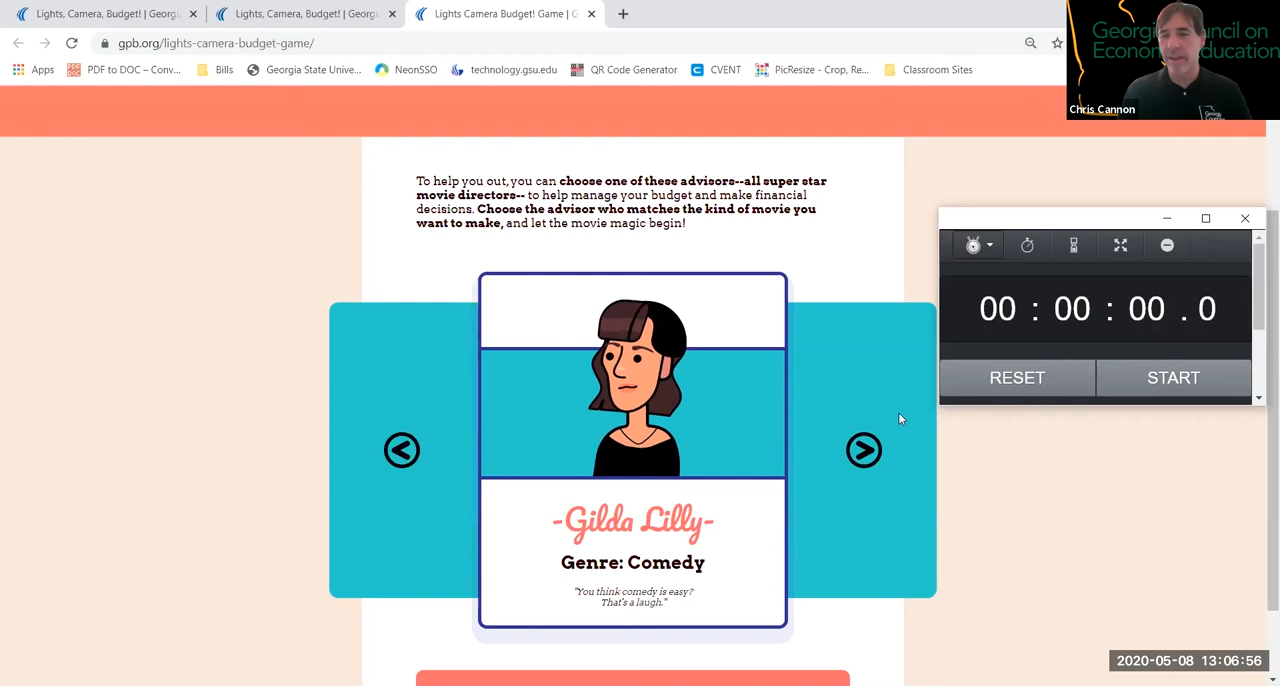 Lights, Camera, Budget! | Georgi
Lights, Camera, Budget! | Georgi
Lights Camera Budget! Game | G
gpb.org/lights-camera-budget-game/
Apps
PDF to DOC – Conv...
Bills
Georgia State Unive...
NeonSSO
technology.gsu.edu
QR Code Generator
CVENT
PicResize - Crop, Re...
Classroom Sites
Georgia Council on
Economic Education
Chris Cannon
To help you out, you can choose one of these advisors--all super star
movie directors-- to help manage your budget and make financial
decisions. Choose the advisor who matches the kind of movie you
want to make, and let the movie magic begin!
00 : 00 : 00 . 0
RESET
START
<
>
-Gilda Lilly-
Genre: Comedy
"You think comedy is easy?
That's a laugh."
2020-05-08 13:06:56